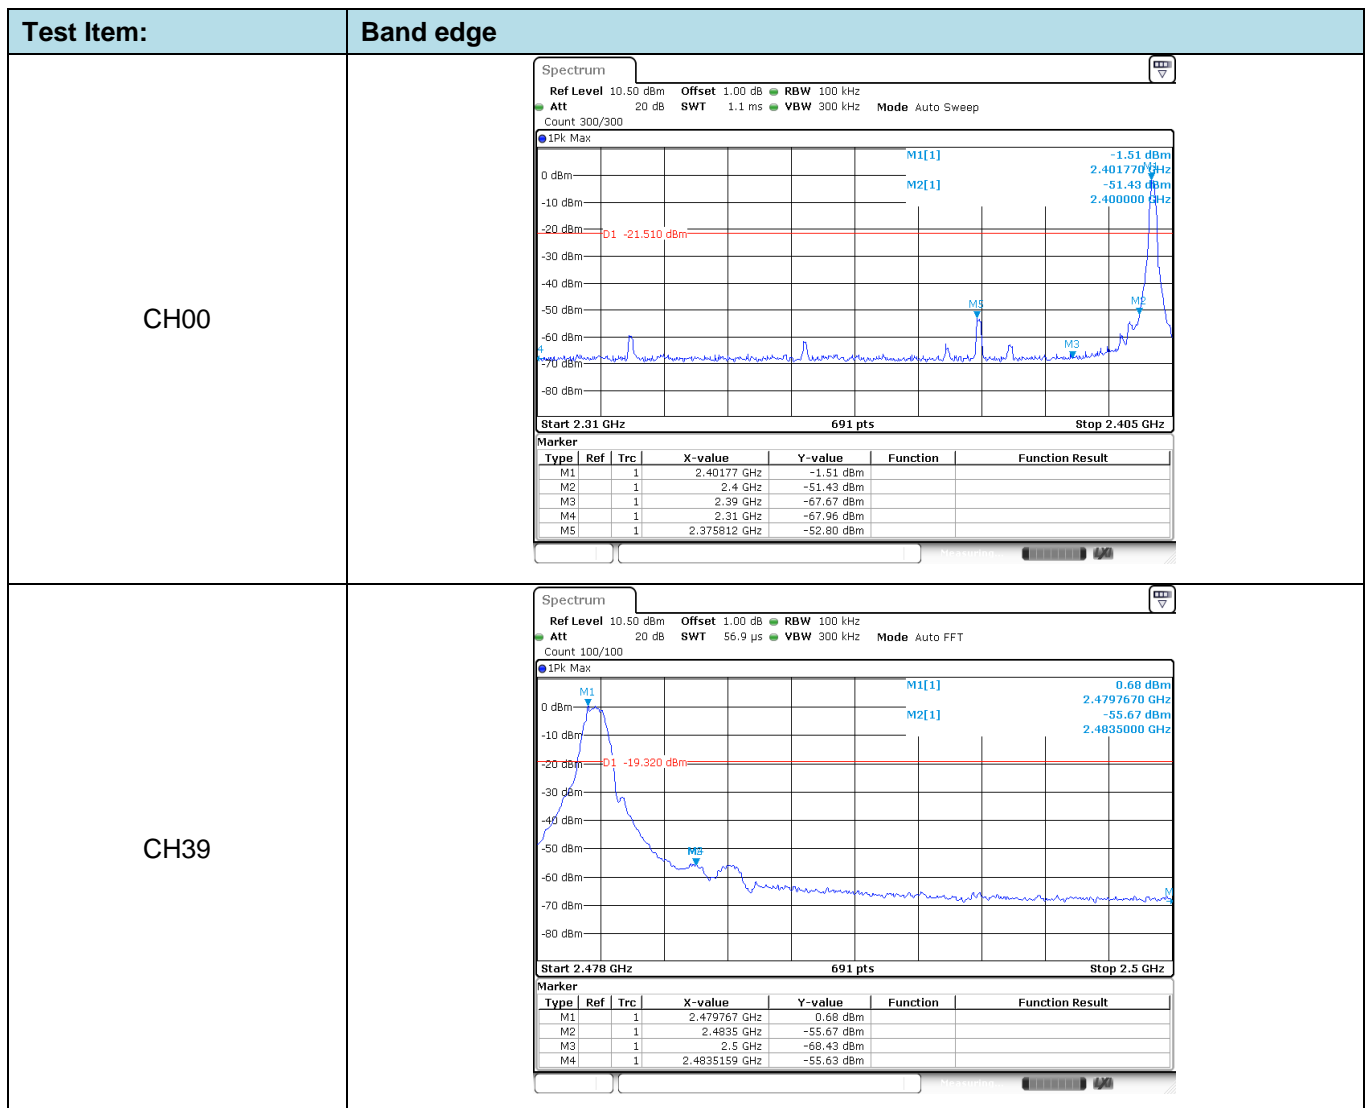 Test Item: Band edge
CH00
Spectrum
Ref Level 10.50 dBm Offset 1.00 dB RBW 100 kHz
Att 20 dB SWT 1.1 ms VBW 300 kHz Mode Auto Sweep
Count 300/300
1Pk Max
M1[1] -1.51 dBm
2.401770 GHz
M2[1] -51.43 dBm
2.400000 GHz
M1
0 dBm
-10 dBm
-20 dBm
D1 -21.510 dBm
-30 dBm
-40 dBm
-50 dBm
M5
M2
-60 dBm
M3
4
-70 dBm
-80 dBm
Start 2.31 GHz 691 pts Stop 2.405 GHz
Marker
Type Ref Trc X-value Y-value Function Function Result
M1 1 2.40177 GHz -1.51 dBm
M2 1 2.4 GHz -51.43 dBm
M3 1 2.39 GHz -67.67 dBm
M4 1 2.31 GHz -67.96 dBm
M5 1 2.375812 GHz -52.80 dBm
Measuring...
CH39
Spectrum
Ref Level 10.50 dBm Offset 1.00 dB RBW 100 kHz
Att 20 dB SWT 56.9 µs VBW 300 kHz Mode Auto FFT
Count 100/100
1Pk Max
M1[1] 0.68 dBm
2.4797670 GHz
M2[1] -55.67 dBm
2.4835000 GHz
M1
0 dBm
-10 dBm
-20 dBm
D1 -19.320 dBm
-30 dBm
-40 dBm
-50 dBm
-60 dBm
M
-70 dBm
-80 dBm
Start 2.478 GHz 691 pts Stop 2.5 GHz
Marker
Type Ref Trc X-value Y-value Function Function Result
M1 1 2.479767 GHz 0.68 dBm
M2 1 2.4835 GHz -55.67 dBm
M3 1 2.5 GHz -68.43 dBm
M4 1 2.4835159 GHz -55.63 dBm
Measuring...